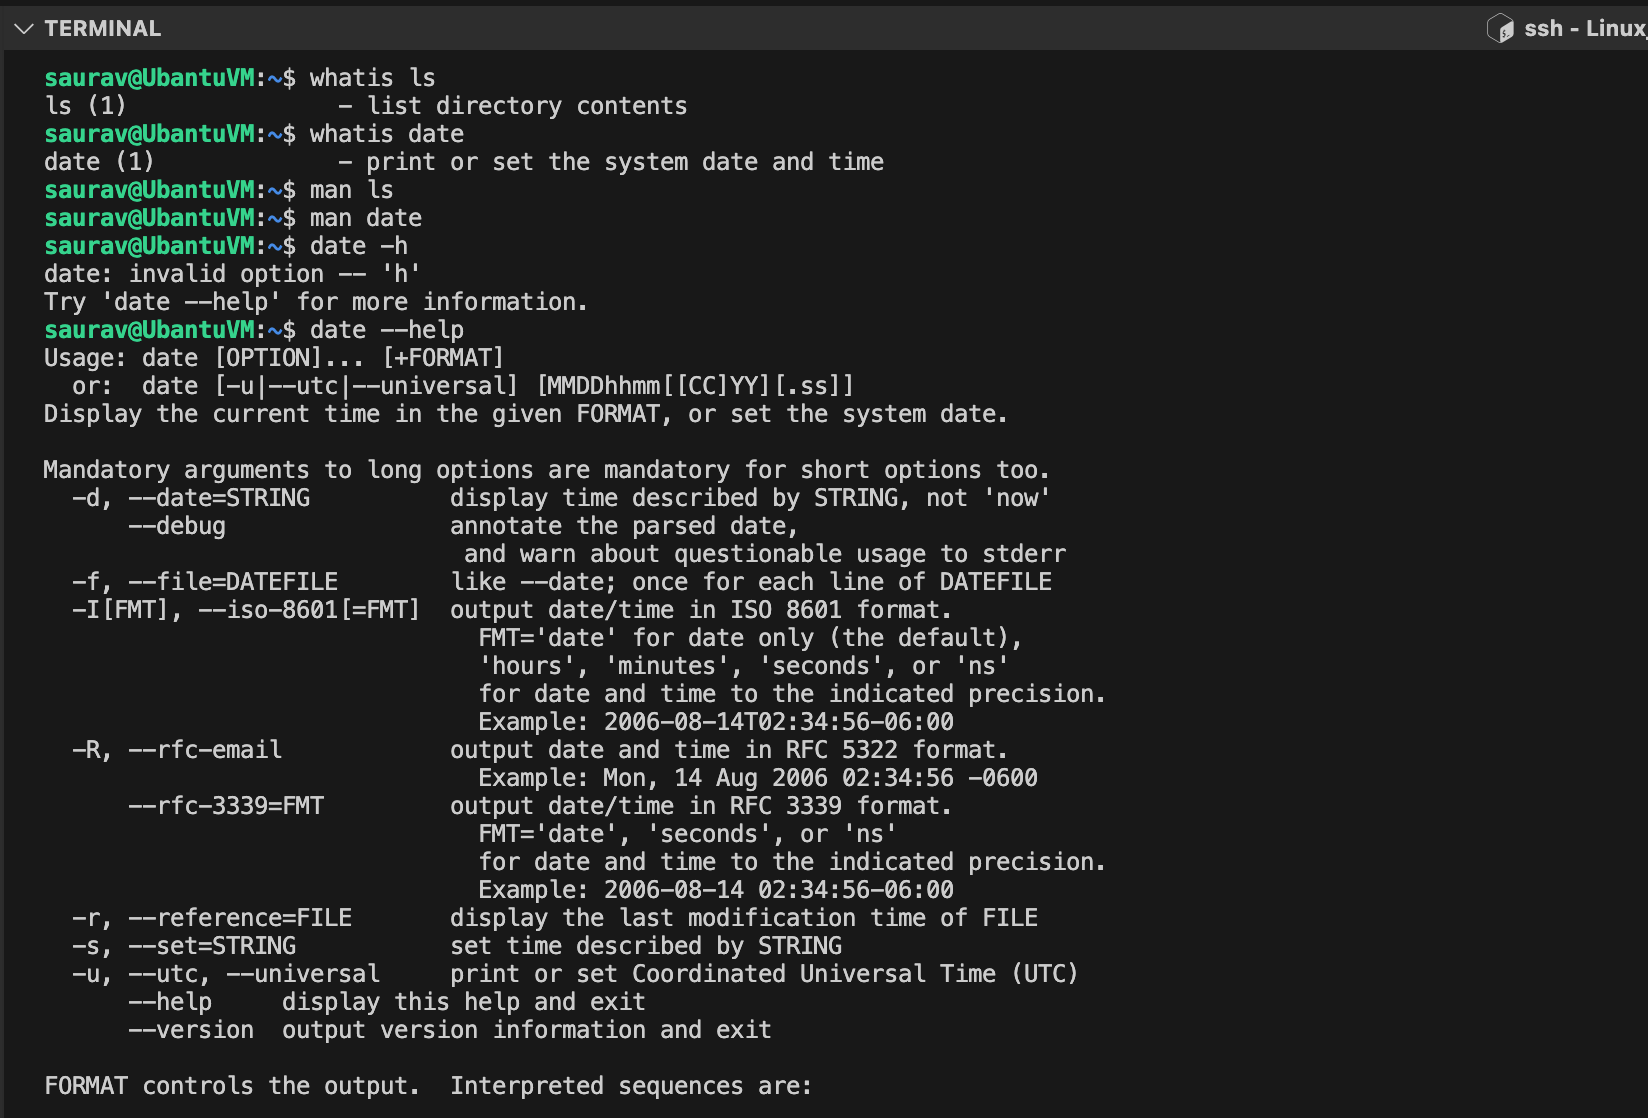 TERMINAL
ssh - Linux
saurav@UbantuVM:~$ whatis ls
ls (1)               - list directory contents
saurav@UbantuVM:~$ whatis date
date (1)             - print or set the system date and time
saurav@UbantuVM:~$ man ls
saurav@UbantuVM:~$ man date
saurav@UbantuVM:~$ date -h
date: invalid option -- 'h'
Try 'date --help' for more information.
saurav@UbantuVM:~$ date --help
Usage: date [OPTION]... [+FORMAT]
  or:  date [-u|--utc|--universal] [MMDDhhmm[[CC]YY][.ss]]
Display the current time in the given FORMAT, or set the system date.
Mandatory arguments to long options are mandatory for short options too.
  -d, --date=STRING          display time described by STRING, not 'now'
      --debug                annotate the parsed date,
                              and warn about questionable usage to stderr
  -f, --file=DATEFILE        like --date; once for each line of DATEFILE
  -I[FMT], --iso-8601[=FMT]  output date/time in ISO 8601 format.
                               FMT='date' for date only (the default),
                               'hours', 'minutes', 'seconds', or 'ns'
                               for date and time to the indicated precision.
                               Example: 2006-08-14T02:34:56-06:00
  -R, --rfc-email            output date and time in RFC 5322 format.
                               Example: Mon, 14 Aug 2006 02:34:56 -0600
      --rfc-3339=FMT         output date/time in RFC 3339 format.
                               FMT='date', 'seconds', or 'ns'
                               for date and time to the indicated precision.
                               Example: 2006-08-14 02:34:56-06:00
  -r, --reference=FILE       display the last modification time of FILE
  -s, --set=STRING           set time described by STRING
  -u, --utc, --universal     print or set Coordinated Universal Time (UTC)
      --help     display this help and exit
      --version  output version information and exit
FORMAT controls the output.  Interpreted sequences are: